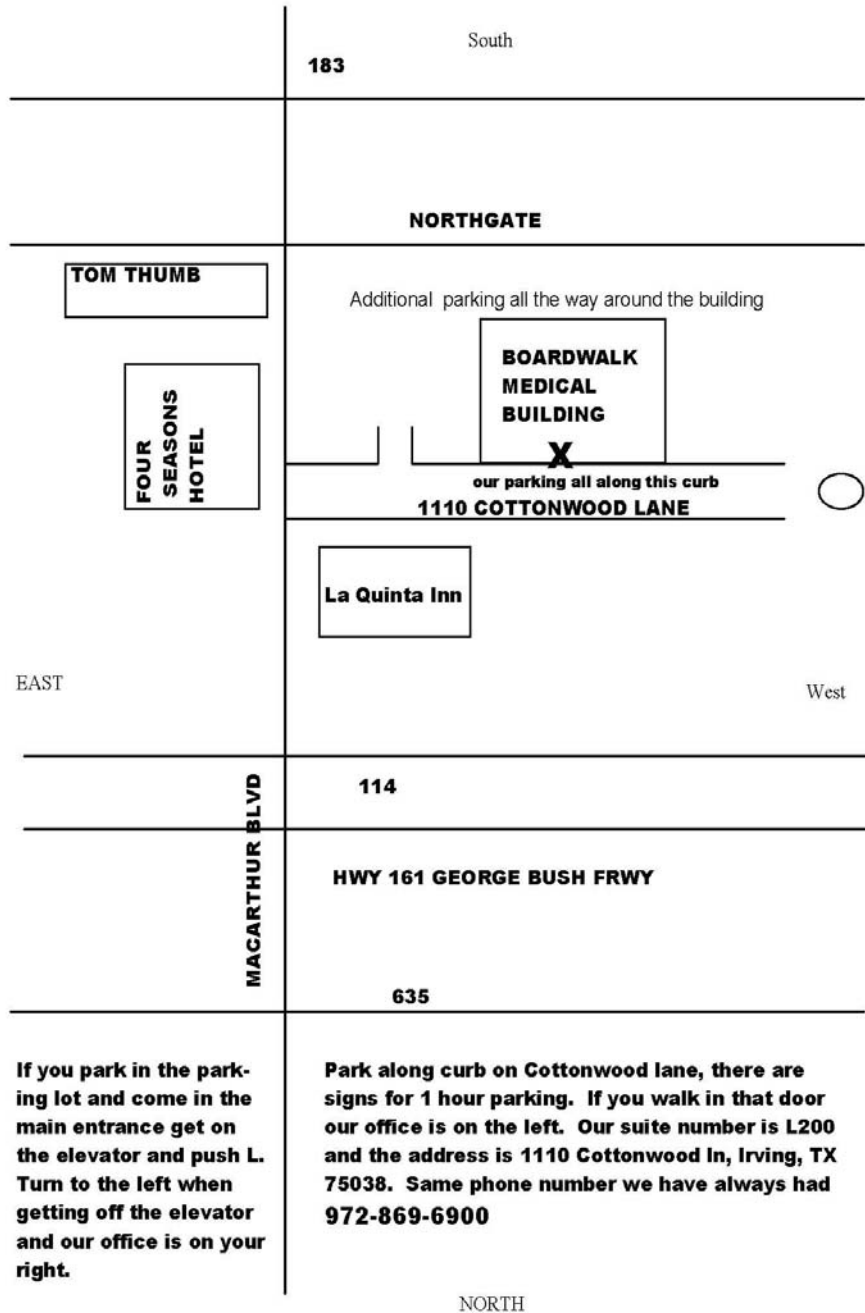 South
183
NORTHGATE
TOM THUMB
Additional parking all the way around the building
BOARDWALK
MEDICAL
BUILDING
X
FOUR
SEASONS
HOTEL
our parking all along this curb
1110 COTTONWOOD LANE
La Quinta Inn
EAST
West
MACARTHUR BLVD
114
HWY 161 GEORGE BUSH FRWY
635
If you park in the park-
ing lot and come in the
main entrance get on
the elevator and push L.
Turn to the left when
getting off the elevator
and our office is on your
right.
Park along curb on Cottonwood lane, there are
signs for 1 hour parking. If you walk in that door
our office is on the left. Our suite number is L200
and the address is 1110 Cottonwood ln, Irving, TX
75038. Same phone number we have always had
972-869-6900
NORTH